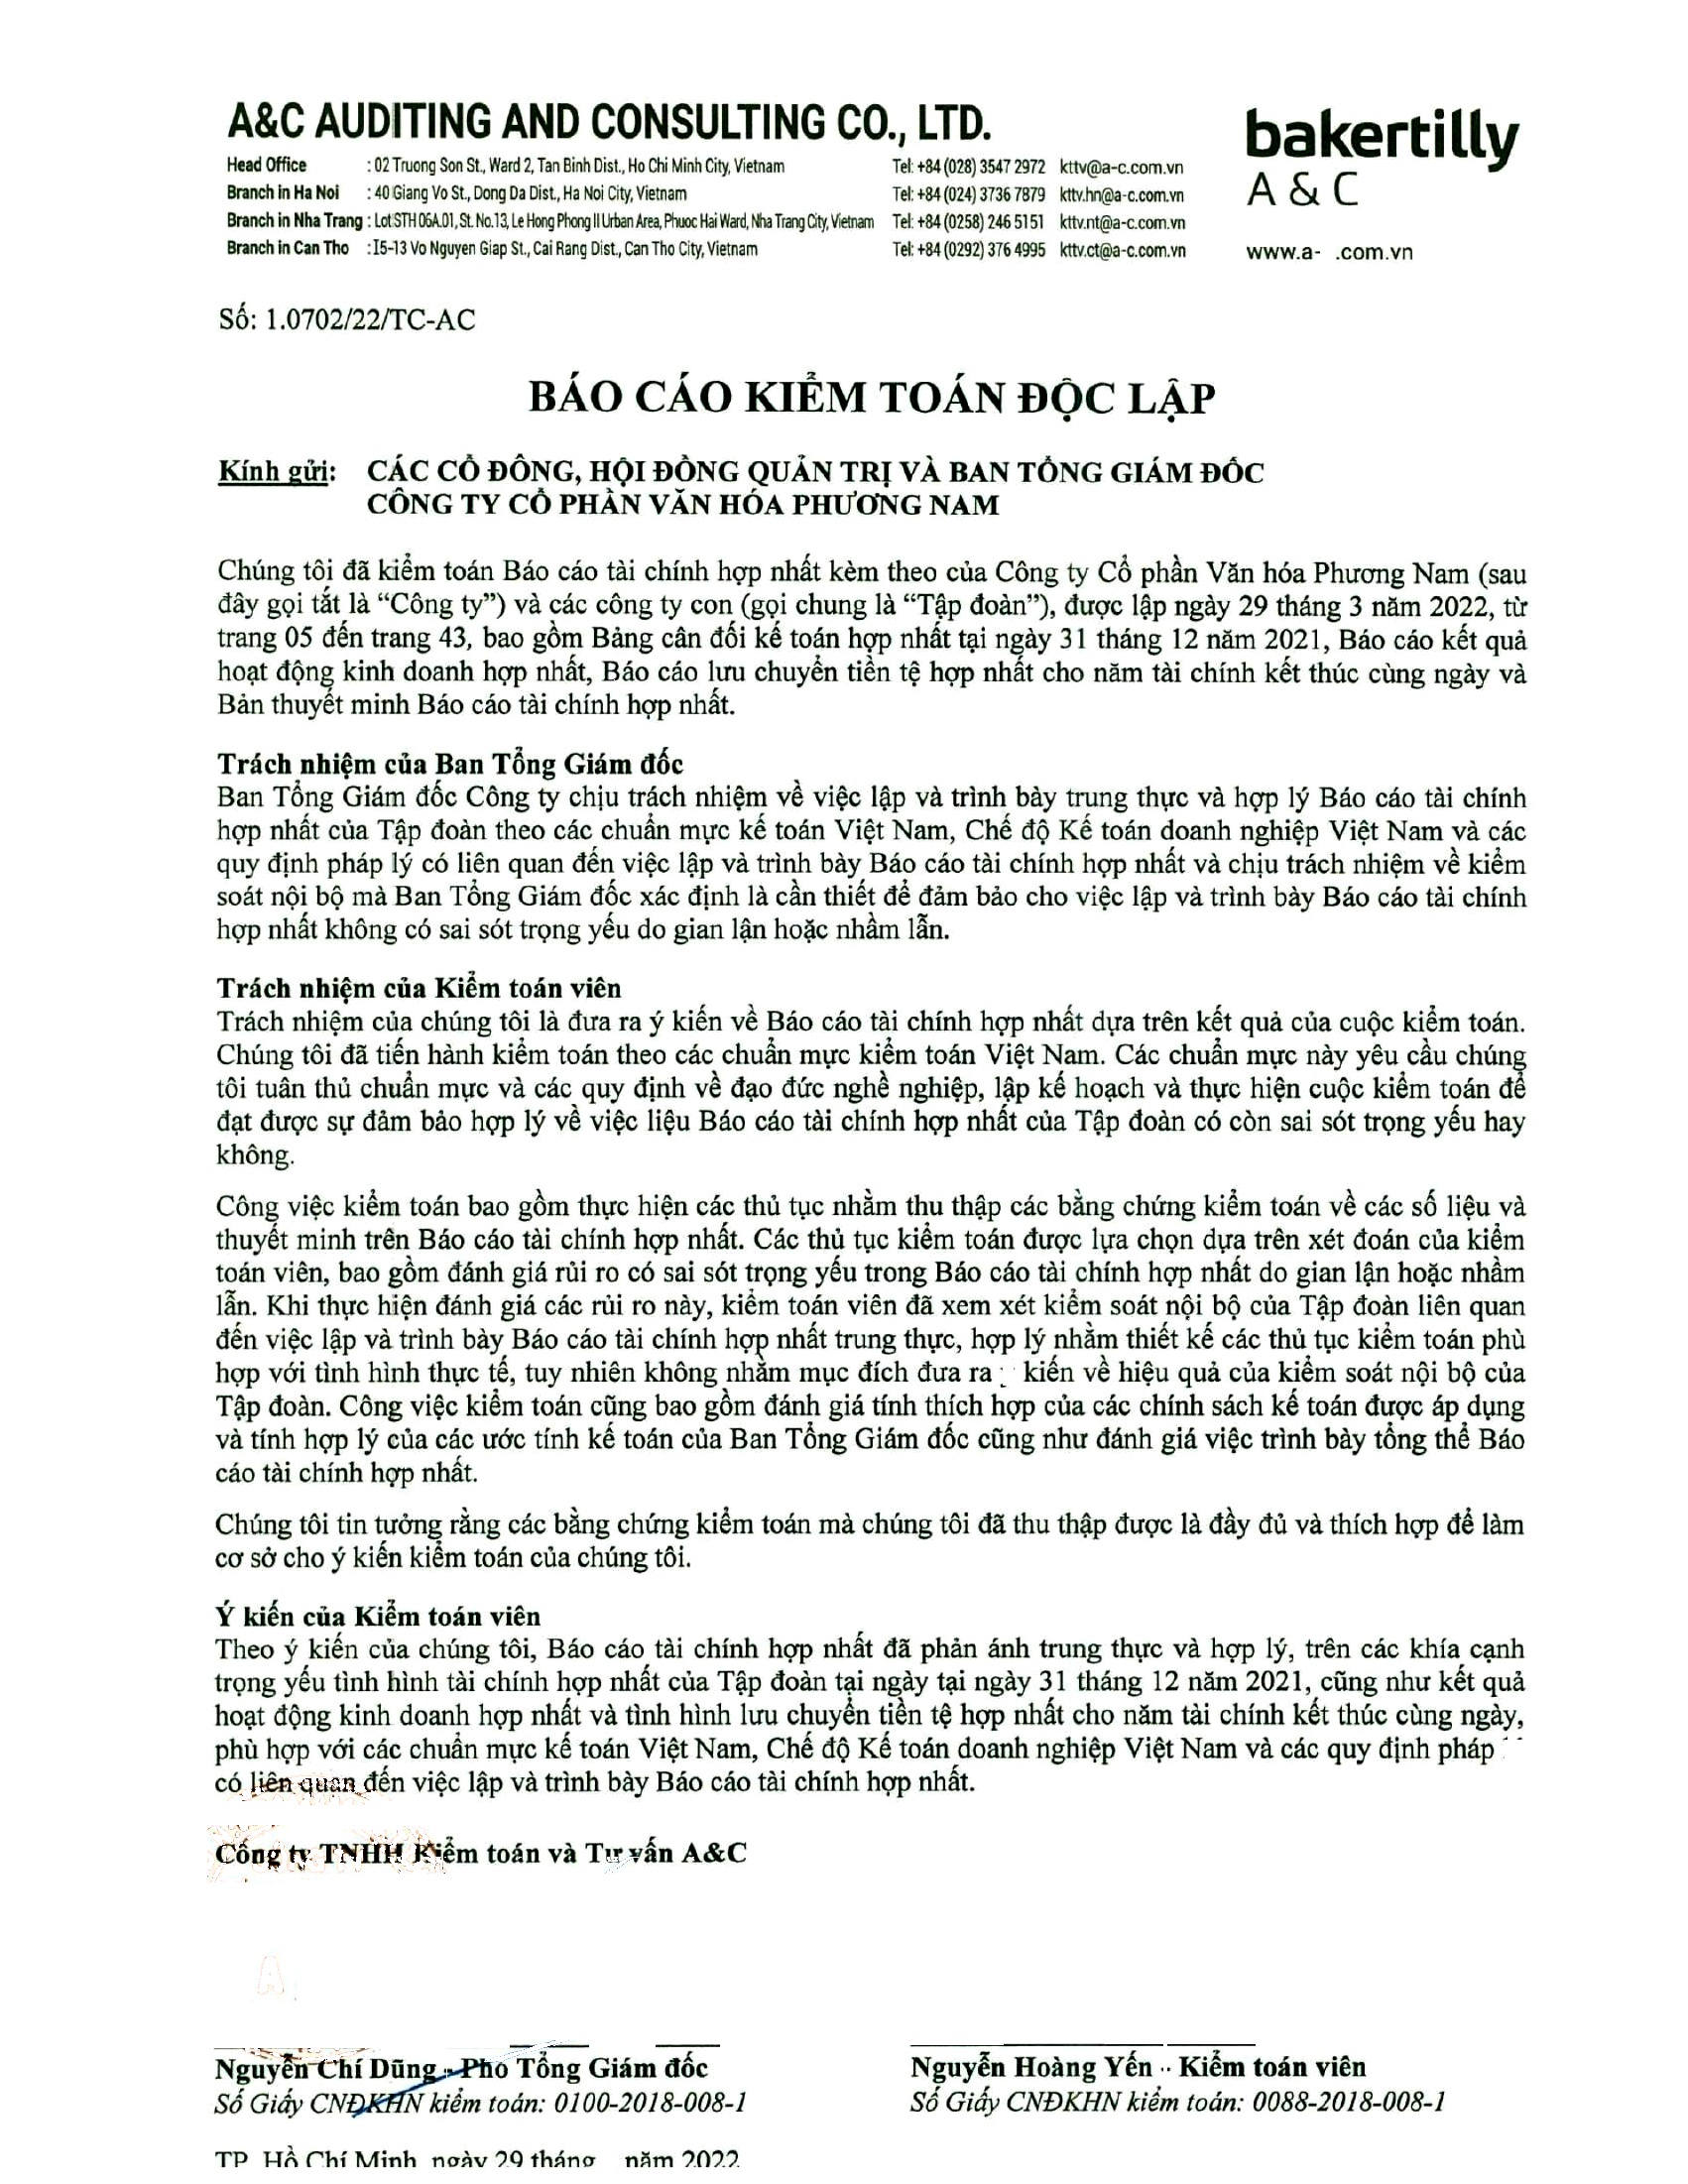 A&C AUDITING AND CONSULTING CO., LTD.
bakertilly
A & C
www.a- .com.vn
Head Office : 02 Truong Son St., Ward 2, Tan Binh Dist., Ho Chi Minh City, Vietnam Tel: +84 (028) 3547 2972 kttv@a-c.com.vn
Branch in Ha Noi : 40 Giang Vo St., Dong Da Dist., Ha Noi City, Vietnam Tel: +84 (024) 3736 7879 kttv.hn@a-c.com.vn
Branch in Nha Trang : Lot STH 06A.01, St. No.13, Le Hong Phong II Urban Area, Phuoc Hai Ward, Nha Trang City, Vietnam Tel: +84 (0258) 246 5151 kttv.nt@a-c.com.vn
Branch in Can Tho : I5-13 Vo Nguyen Giap St., Cai Rang Dist., Can Tho City, Vietnam Tel: +84 (0292) 376 4995 kttv.ct@a-c.com.vn
Số: 1.0702/22/TC-AC
BÁO CÁO KIỂM TOÁN ĐỘC LẬP
Kính gửi: CÁC CỔ ĐÔNG, HỘI ĐỒNG QUẢN TRỊ VÀ BAN TỔNG GIÁM ĐỐC
CÔNG TY CỔ PHẦN VĂN HÓA PHƯƠNG NAM
Chúng tôi đã kiểm toán Báo cáo tài chính hợp nhất kèm theo của Công ty Cổ phần Văn hóa Phương Nam (sau
đây gọi tắt là “Công ty”) và các công ty con (gọi chung là “Tập đoàn”), được lập ngày 29 tháng 3 năm 2022, từ
trang 05 đến trang 43, bao gồm Bảng cân đối kế toán hợp nhất tại ngày 31 tháng 12 năm 2021, Báo cáo kết quả
hoạt động kinh doanh hợp nhất, Báo cáo lưu chuyển tiền tệ hợp nhất cho năm tài chính kết thúc cùng ngày và
Bản thuyết minh Báo cáo tài chính hợp nhất.
Trách nhiệm của Ban Tổng Giám đốc
Ban Tổng Giám đốc Công ty chịu trách nhiệm về việc lập và trình bày trung thực và hợp lý Báo cáo tài chính
hợp nhất của Tập đoàn theo các chuẩn mực kế toán Việt Nam, Chế độ Kế toán doanh nghiệp Việt Nam và các
quy định pháp lý có liên quan đến việc lập và trình bày Báo cáo tài chính hợp nhất và chịu trách nhiệm về kiểm
soát nội bộ mà Ban Tổng Giám đốc xác định là cần thiết để đảm bảo cho việc lập và trình bày Báo cáo tài chính
hợp nhất không có sai sót trọng yếu do gian lận hoặc nhầm lẫn.
Trách nhiệm của Kiểm toán viên
Trách nhiệm của chúng tôi là đưa ra ý kiến về Báo cáo tài chính hợp nhất dựa trên kết quả của cuộc kiểm toán.
Chúng tôi đã tiến hành kiểm toán theo các chuẩn mực kiểm toán Việt Nam. Các chuẩn mực này yêu cầu chúng
tôi tuân thủ chuẩn mực và các quy định về đạo đức nghề nghiệp, lập kế hoạch và thực hiện cuộc kiểm toán để
đạt được sự đảm bảo hợp lý về việc liệu Báo cáo tài chính hợp nhất của Tập đoàn có còn sai sót trọng yếu hay
không.
Công việc kiểm toán bao gồm thực hiện các thủ tục nhằm thu thập các bằng chứng kiểm toán về các số liệu và
thuyết minh trên Báo cáo tài chính hợp nhất. Các thủ tục kiểm toán được lựa chọn dựa trên xét đoán của kiểm
toán viên, bao gồm đánh giá rủi ro có sai sót trọng yếu trong Báo cáo tài chính hợp nhất do gian lận hoặc nhầm
lẫn. Khi thực hiện đánh giá các rủi ro này, kiểm toán viên đã xem xét kiểm soát nội bộ của Tập đoàn liên quan
đến việc lập và trình bày Báo cáo tài chính hợp nhất trung thực, hợp lý nhằm thiết kế các thủ tục kiểm toán phù
hợp với tình hình thực tế, tuy nhiên không nhằm mục đích đưa ra kiến về hiệu quả của kiểm soát nội bộ của
Tập đoàn. Công việc kiểm toán cũng bao gồm đánh giá tính thích hợp của các chính sách kế toán được áp dụng
và tính hợp lý của các ước tính kế toán của Ban Tổng Giám đốc cũng như đánh giá việc trình bày tổng thể Báo
cáo tài chính hợp nhất.
Chúng tôi tin tưởng rằng các bằng chứng kiểm toán mà chúng tôi đã thu thập được là đầy đủ và thích hợp để làm
cơ sở cho ý kiến kiểm toán của chúng tôi.
Ý kiến của Kiểm toán viên
Theo ý kiến của chúng tôi, Báo cáo tài chính hợp nhất đã phản ánh trung thực và hợp lý, trên các khía cạnh
trọng yếu tình hình tài chính hợp nhất của Tập đoàn tại ngày tại ngày 31 tháng 12 năm 2021, cũng như kết quả
hoạt động kinh doanh hợp nhất và tình hình lưu chuyển tiền tệ hợp nhất cho năm tài chính kết thúc cùng ngày,
phù hợp với các chuẩn mực kế toán Việt Nam, Chế độ Kế toán doanh nghiệp Việt Nam và các quy định pháp
có liên quan đến việc lập và trình bày Báo cáo tài chính hợp nhất.
Công ty TNHH Kiểm toán và Tư vấn A&C
Nguyễn Chí Dũng - Phó Tổng Giám đốc
Số Giấy CNĐKHN kiểm toán: 0100-2018-008-1
Nguyễn Hoàng Yến - Kiểm toán viên
Số Giấy CNĐKHN kiểm toán: 0088-2018-008-1
TP. Hồ Chí Minh, ngày 29 tháng năm 2022